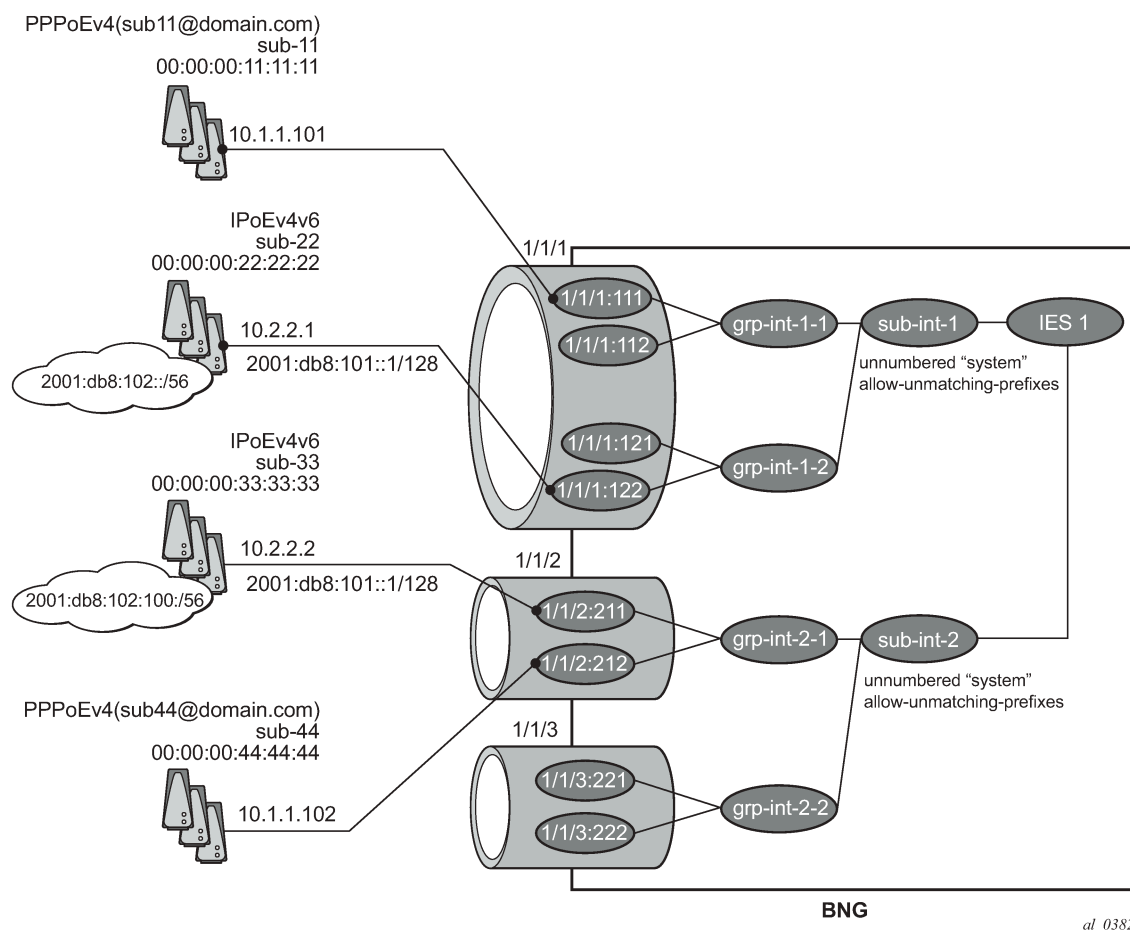 PPPoEv4(sub11@domain.com)
sub-11
00:00:00:11:11:11
10.1.1.101
IPoEv4v6
sub-22
00:00:00:22:22:22
10.2.2.1
2001:db8:101::1/128
2001:db8:102::/56
IPoEv4v6
sub-33
00:00:00:33:33:33
10.2.2.2
2001:db8:101::1/128
2001:db8:102:100:/56
PPPoEv4(sub44@domain.com)
sub-44
00:00:00:44:44:44
10.1.1.102
1/1/1
1/1/1:111
1/1/1:112
1/1/1:121
1/1/1:122
1/1/2
1/1/2:211
1/1/2:212
1/1/3
1/1/3:221
1/1/3:222
grp-int-1-1
grp-int-1-2
grp-int-2-1
grp-int-2-2
sub-int-1
IES 1
unnumbered “system”
allow-unmatching-prefixes
sub-int-2
unnumbered “system”
allow-unmatching-prefixes
BNG
al_0382